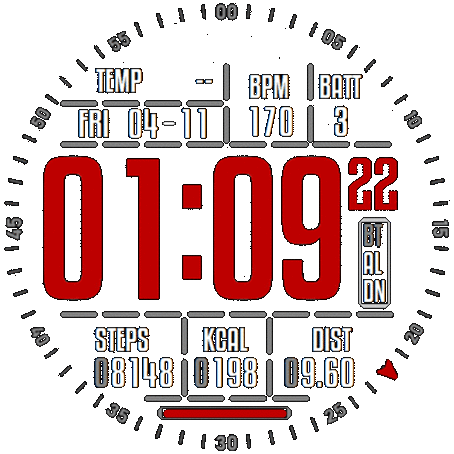 00
55 05
TEMP -- BPM BATT
50 FRI 04-11 170 3 10
01:09 22
45 15
BT
AL
DN
40 20
STEPS KCAL DIST
08148 0198 09.60
35 25
30